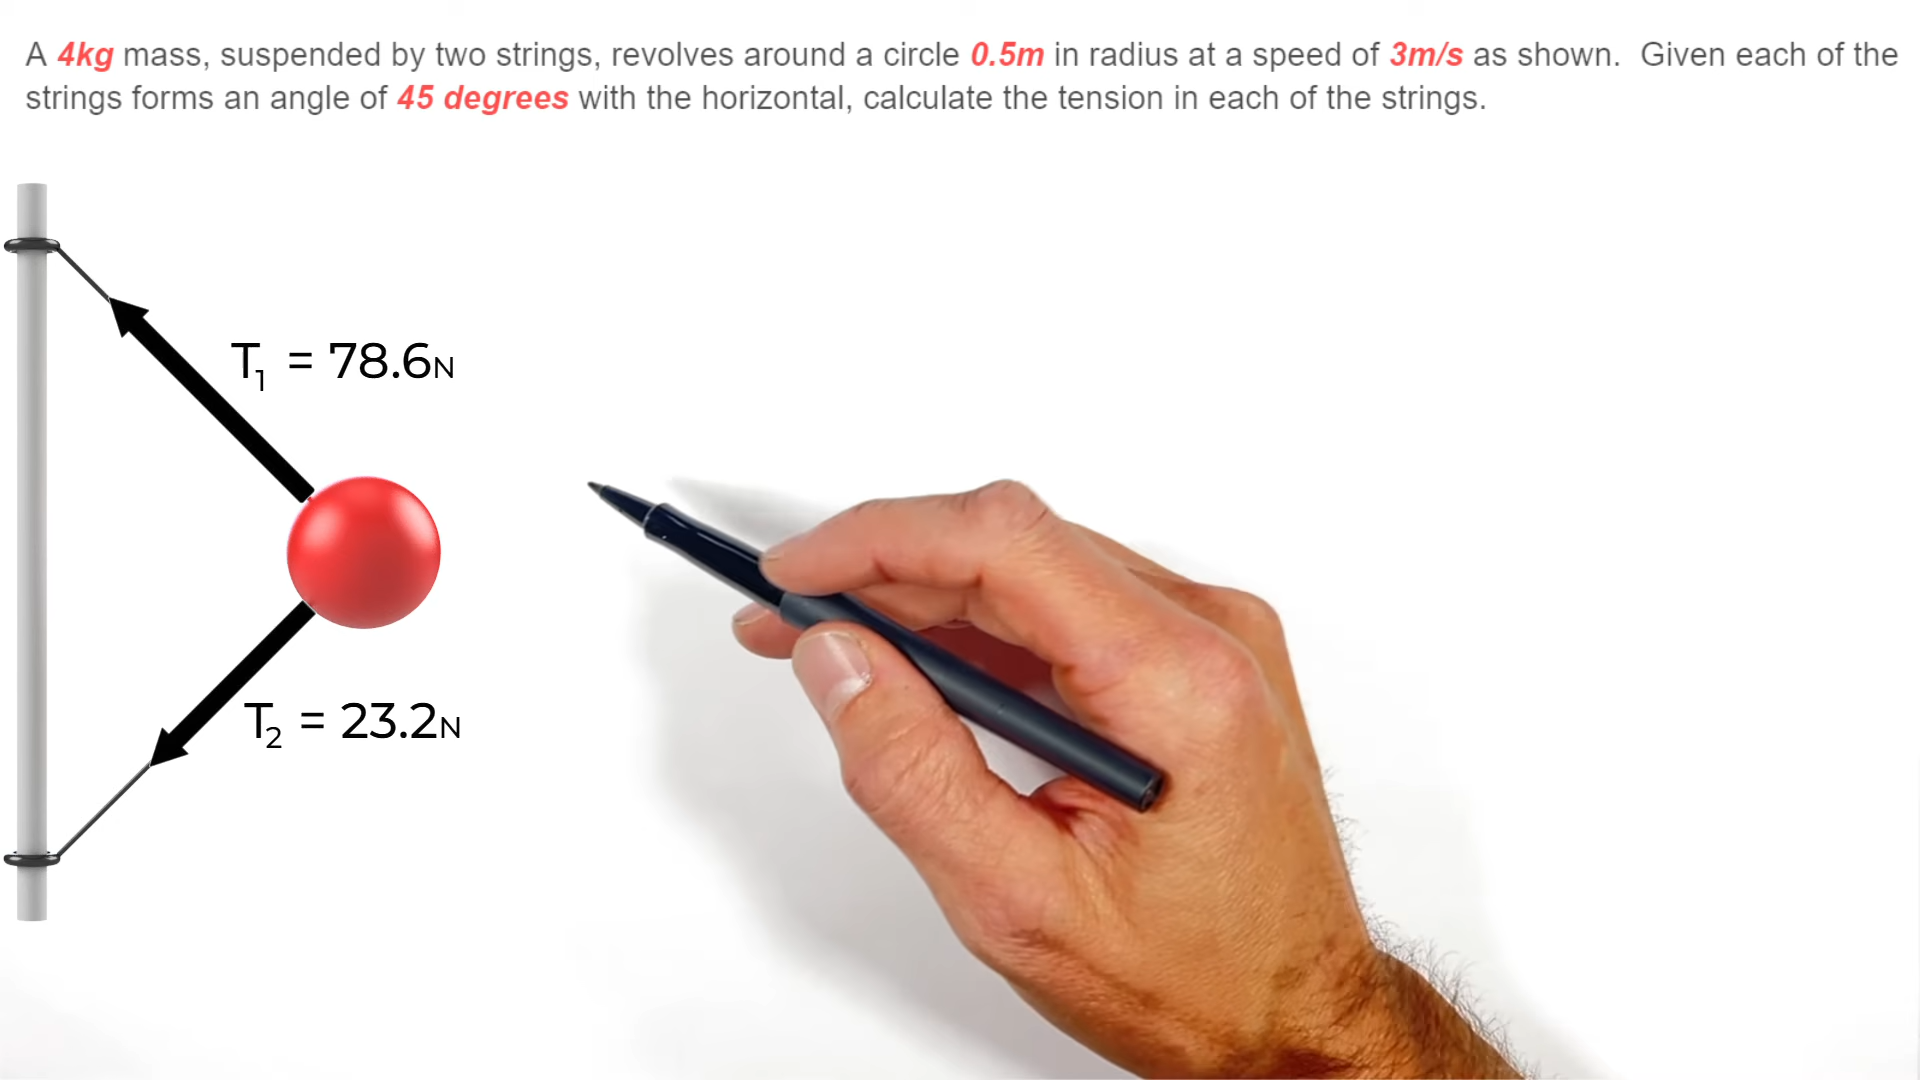 A 4kg mass, suspended by two strings, revolves around a circle 0.5m in radius at a speed of 3m/s as shown.  Given each of the
strings forms an angle of 45 degrees with the horizontal, calculate the tension in each of the strings.
T₁ = 78.6N
T₂ = 23.2N